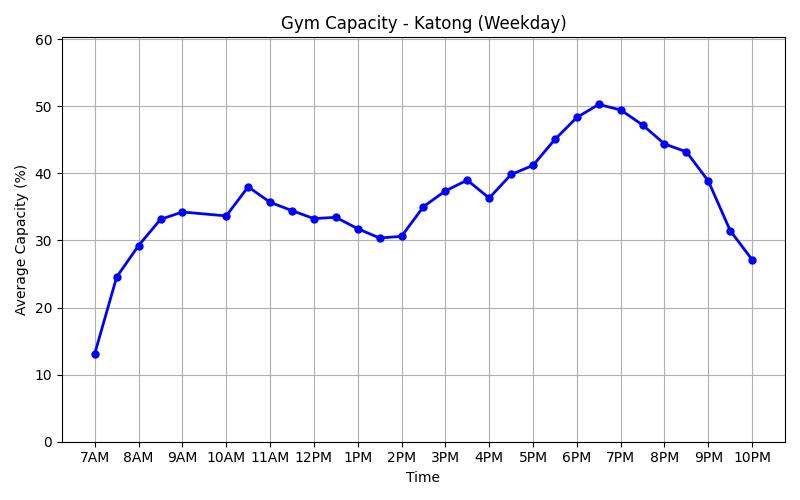 Gym Capacity - Katong (Weekday)
60
50
40
30
20
10
0
Average Capacity (%)
7AM 8AM 9AM 10AM 11AM 12PM 1PM 2PM 3PM 4PM 5PM 6PM 7PM 8PM 9PM 10PM
Time